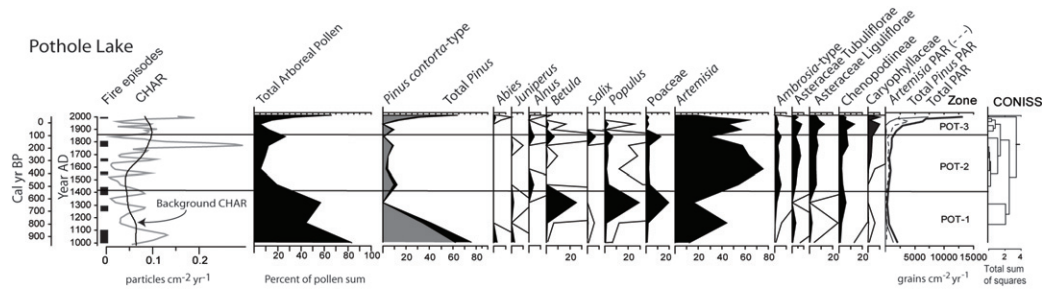 Pothole Lake
Fire episodes
CHAR
Total Arboreal Pollen
Pinus contorta-type
Total Pinus
Abies
Juniperus
Alnus
Betula
Salix
Populus
Poaceae
Artemisia
Ambrosia-type
Asteraceae Tubuliflorae
Asteraceae Liguliflorae
Chenopodiineae
Caryophyllaceae
Artemisia PAR (- - -)
Total Pinus PAR
Total PAR
Zone
CONISS
Cal yr BP
0
100
200
300
400
500
600
700
800
900
Year AD
2000
1900
1800
1700
1600
1500
1400
1300
1200
1100
1000
Background CHAR
POT-3
POT-2
POT-1
0 0.1 0.2
particles cm-2 yr-1
20 40 60 80 100
Percent of pollen sum
20 40 60 80
20
20
20
20
20 40 60 80
20
20
20
20
5000 10000 15000
grains cm-2 yr-1
2 4
Total sum
of squares